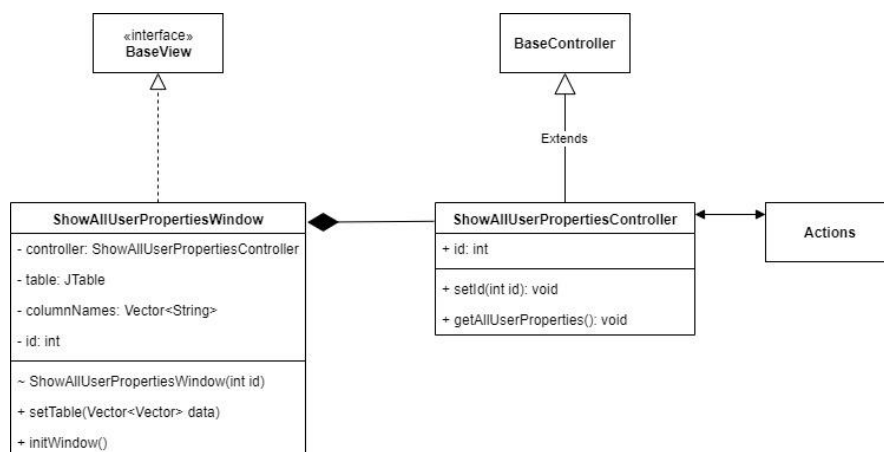 «interface»
BaseView
BaseController
Extends
ShowAllUserPropertiesWindow
- controller: ShowAllUserPropertiesController
- table: JTable
- columnNames: Vector<String>
- id: int
~ ShowAllUserPropertiesWindow(int id)
+ setTable(Vector<Vector> data)
+ initWindow()
ShowAllUserPropertiesController
+ id: int
+ setId(int id): void
+ getAllUserProperties(): void
Actions